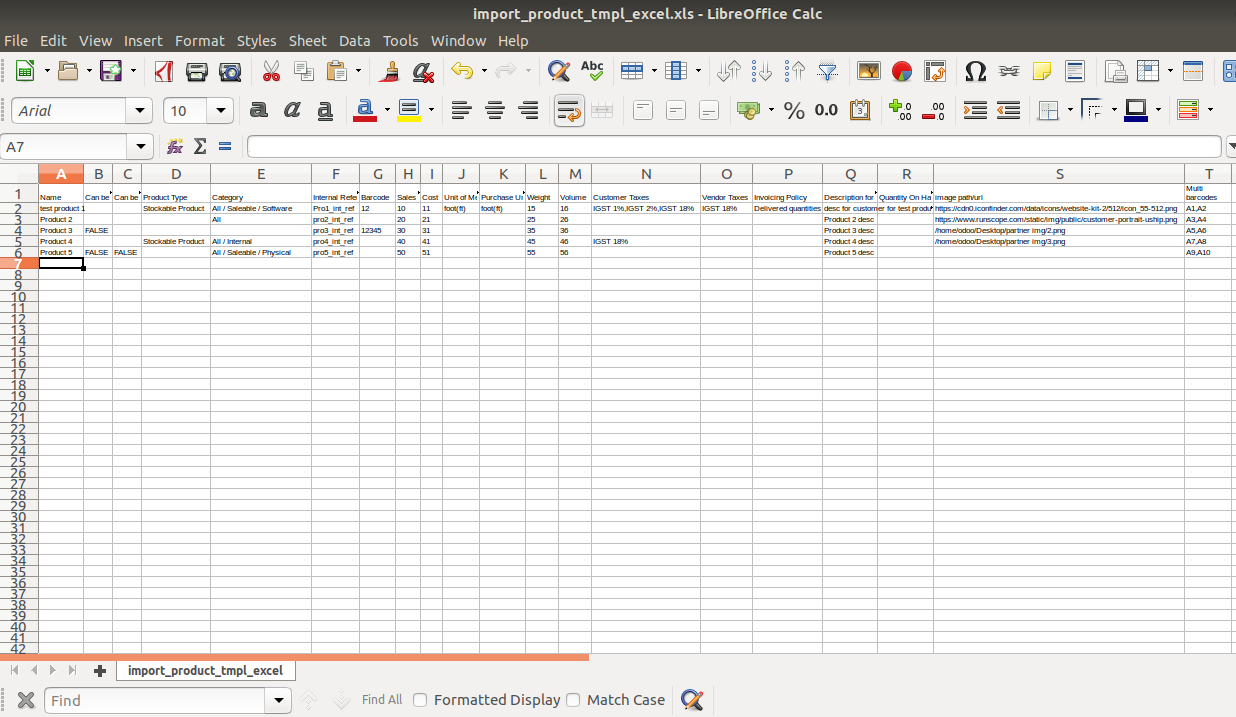 import_product_tmpl_excel.xls - LibreOffice Calc
File Edit View Insert Format Styles Sheet Data Tools Window Help
Abc
Arial 10 % 0.0
A7
A B C D E F G H I J K L M N O P Q R S T
1 Name Can be Can be Product Type Category Internal Refe Barcode Sales Cost Unit of Me Purchase Un Weight Volume Customer Taxes Vendor Taxes Invoicing Policy Description for Quantity On Ha image path/url Multi barcodes
2 test product 1 Stockable Product All / Saleable / Software Pro1_int_ref 12 10 11 foot(ft) foot(ft) 15 16 IGST 1%,IGST 2%,IGST 18% IGST 18% Delivered quantities desc for customer for test produ https://cdn0.iconfinder.com/data/icons/website-kit-2/512/icon_55-512.png A1,A2
3 Product 2 All pro2_int_ref 20 21 25 26 Product 2 desc https://www.runscope.com/static/img/public/customer-portrait-uship.png A3,A4
4 Product 3 FALSE pro3_int_ref 12345 30 31 35 36 Product 3 desc /home/odoo/Desktop/partner img/2.png A5,A6
5 Product 4 Stockable Product All / Internal pro4_int_ref 40 41 45 46 IGST 18% Product 4 desc /home/odoo/Desktop/partner img/3.png A7,A8
6 Product 5 FALSE FALSE All / Saleable / Physical pro5_int_ref 50 51 55 56 Product 5 desc A9,A10
7
8
9
10
11
12
13
14
15
16
17
18
19
20
21
22
23
24
25
26
27
28
29
30
31
32
33
34
35
36
37
38
39
40
41
42
import_product_tmpl_excel
Find Find All Formatted Display Match Case